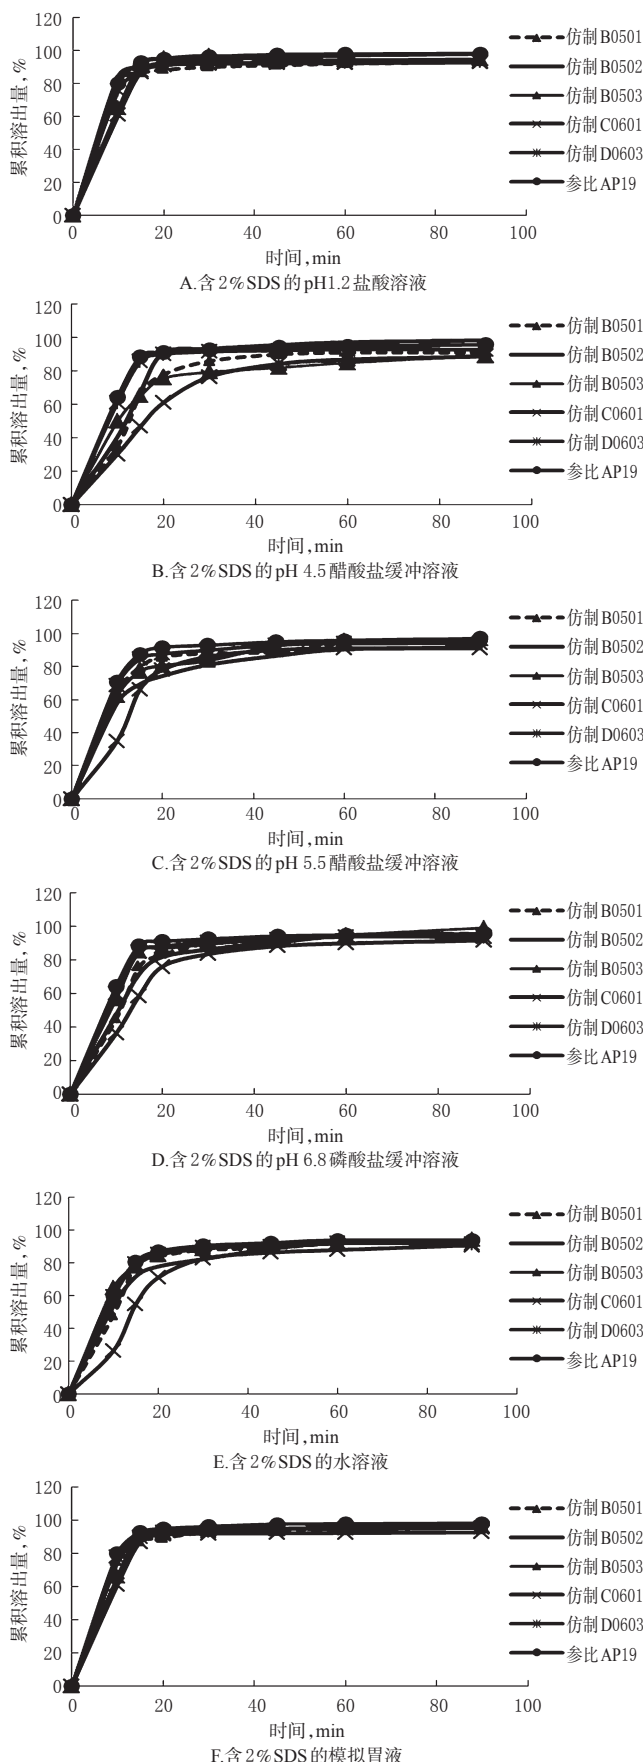 120
100
80
60
40
20
0
累积溶出量,%
0 20 40 60 80 100
时间,min
仿制B0501
仿制B0502
仿制B0503
仿制C0601
仿制D0603
参比AP19
A.含2%SDS的pH1.2盐酸溶液
120
100
80
60
40
20
0
累积溶出量,%
0 20 40 60 80 100
时间,min
仿制B0501
仿制B0502
仿制B0503
仿制C0601
仿制D0603
参比AP19
B.含2%SDS的pH 4.5醋酸盐缓冲溶液
120
100
80
60
40
20
0
累积溶出量,%
0 20 40 60 80 100
时间,min
仿制B0501
仿制B0502
仿制B0503
仿制C0601
仿制D0603
参比AP19
C.含2%SDS的pH 5.5醋酸盐缓冲溶液
120
100
80
60
40
20
0
累积溶出量,%
0 20 40 60 80 100
时间,min
仿制B0501
仿制B0502
仿制B0503
仿制C0601
仿制D0603
参比AP19
D.含2%SDS的pH 6.8磷酸盐缓冲溶液
120
100
80
60
40
20
0
累积溶出量,%
0 20 40 60 80 100
时间,min
仿制B0501
仿制B0502
仿制B0503
仿制C0601
仿制D0603
参比AP19
E.含2%SDS的水溶液
120
100
80
60
40
20
0
累积溶出量,%
0 20 40 60 80 100
时间,min
仿制B0501
仿制B0502
仿制B0503
仿制C0601
仿制D0603
参比AP19
F.含2%SDS的模拟胃液